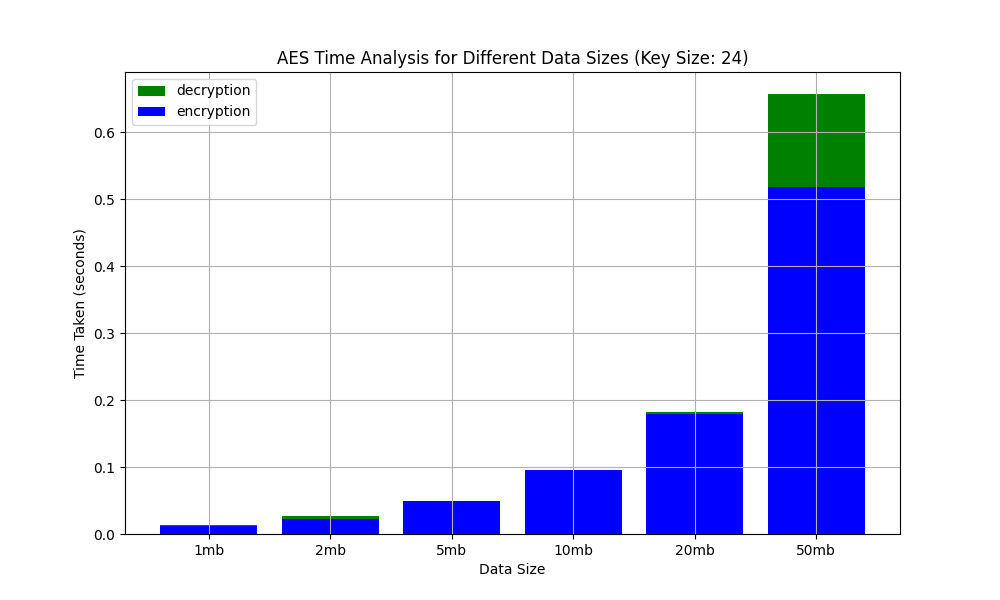 AES Time Analysis for Different Data Sizes (Key Size: 24)
decryption
encryption
Time Taken (seconds)
0.6
0.5
0.4
0.3
0.2
0.1
0.0
1mb 2mb 5mb 10mb 20mb 50mb
Data Size